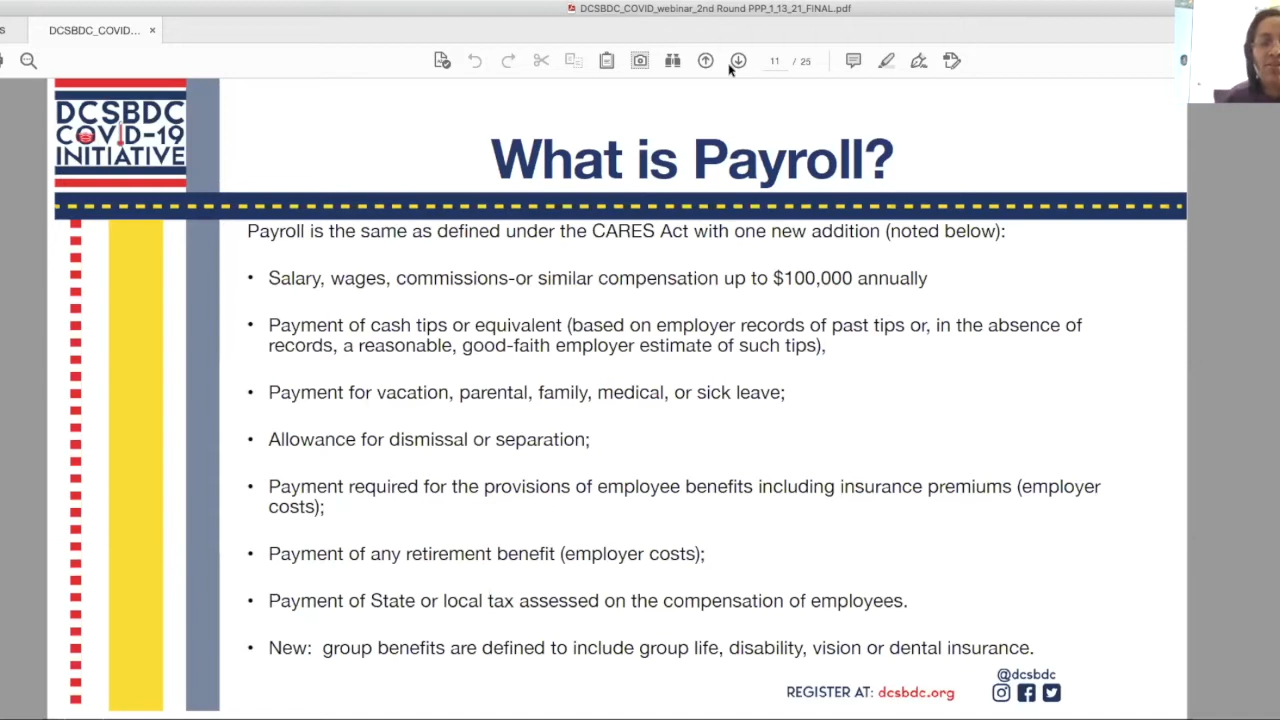 DCSBDC_COVID_webinar_2nd Round PPP_1_13_21_FINAL.pdf
s
DCSBDC_COVID... ×
11 / 25
DCSBDC
COVID-19
INITIATIVE
What is Payroll?
Payroll is the same as defined under the CARES Act with one new addition (noted below):
• Salary, wages, commissions-or similar compensation up to $100,000 annually
• Payment of cash tips or equivalent (based on employer records of past tips or, in the absence of
records, a reasonable, good-faith employer estimate of such tips),
• Payment for vacation, parental, family, medical, or sick leave;
• Allowance for dismissal or separation;
• Payment required for the provisions of employee benefits including insurance premiums (employer
costs);
• Payment of any retirement benefit (employer costs);
• Payment of State or local tax assessed on the compensation of employees.
• New:  group benefits are defined to include group life, disability, vision or dental insurance.
@dcsbdc
REGISTER AT: dcsbdc.org